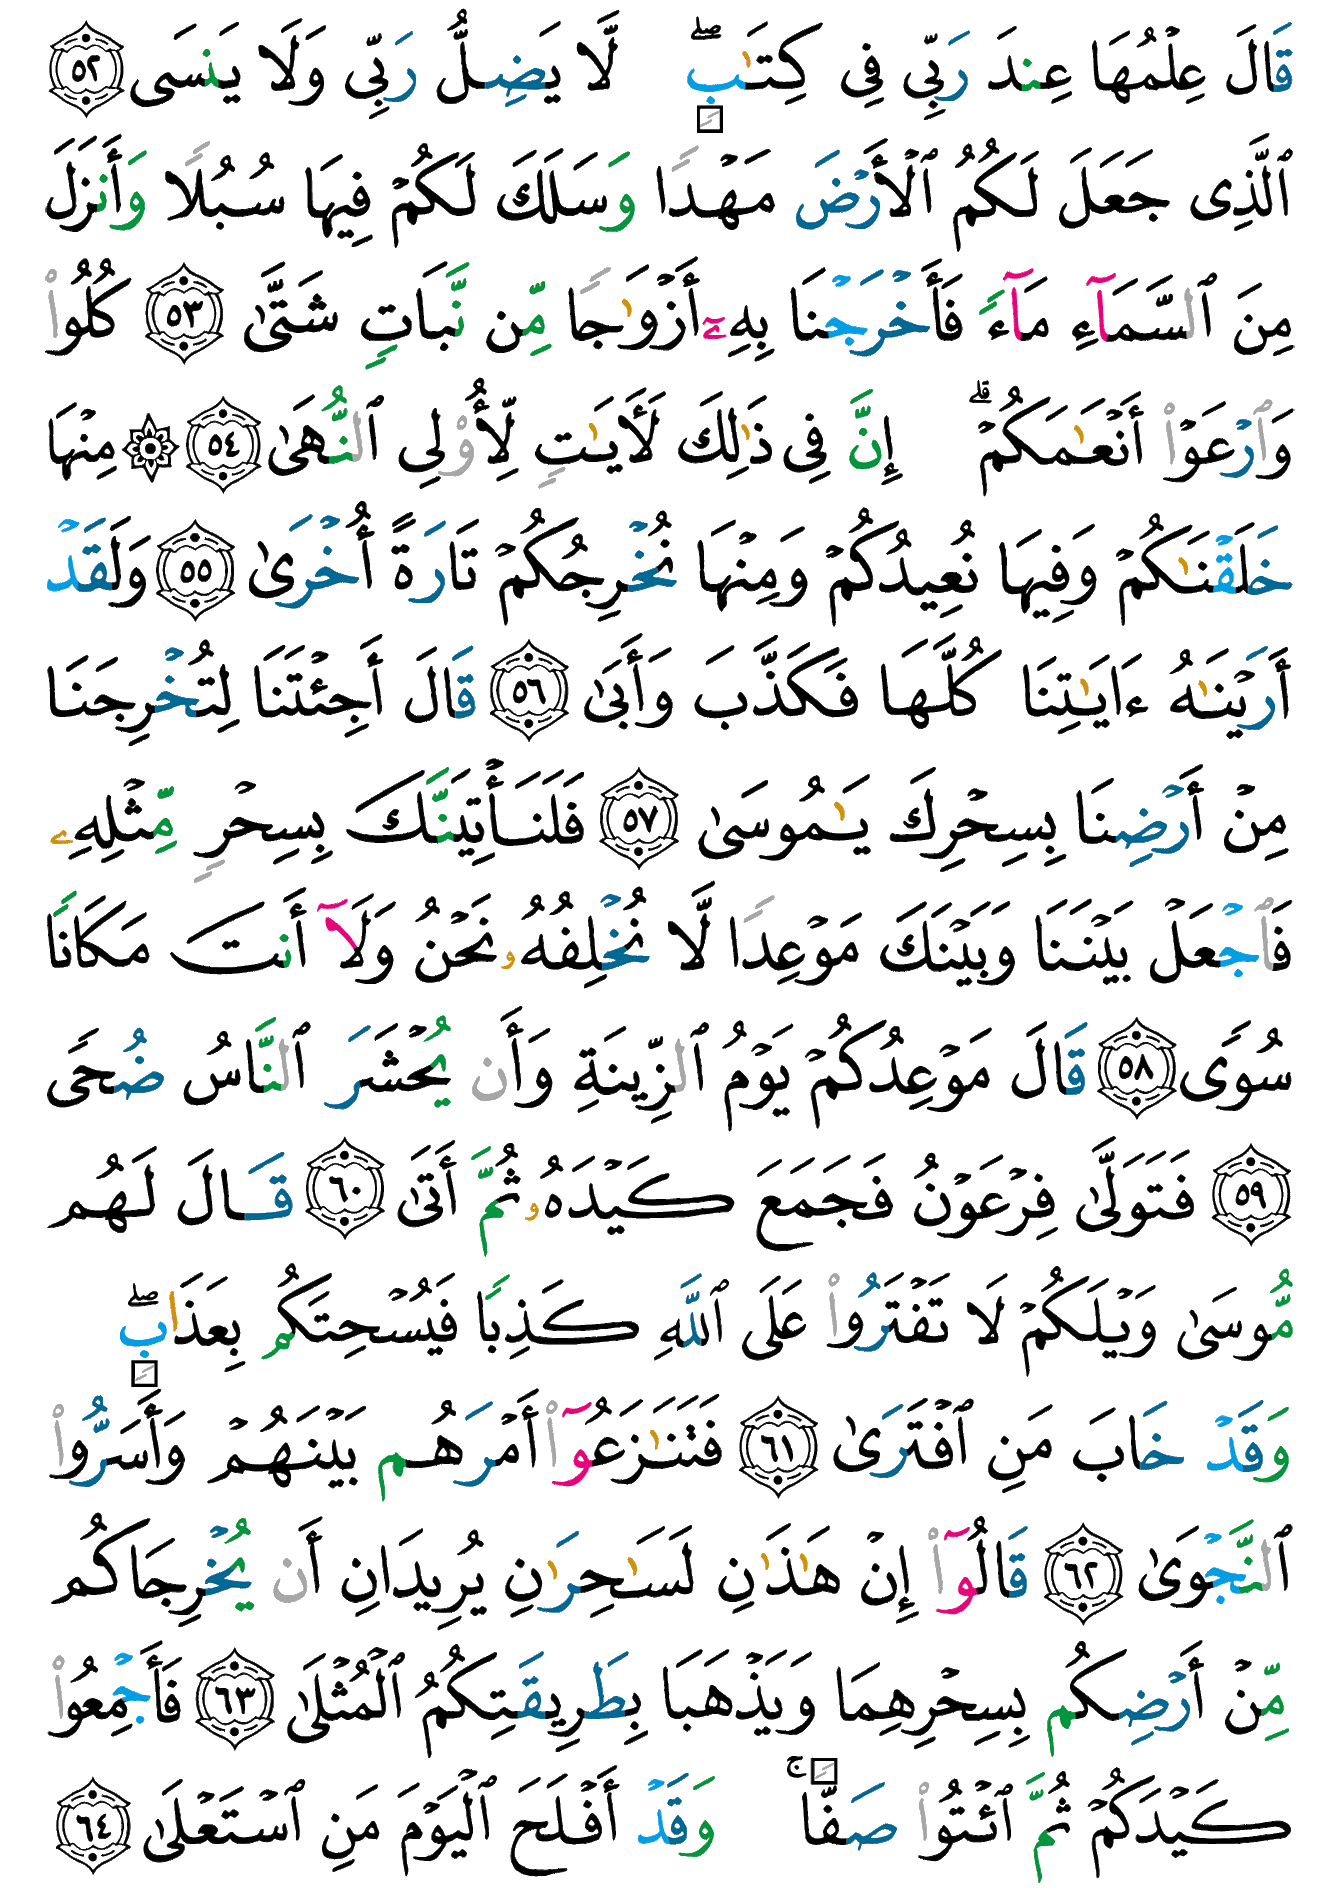 قَالَ عِلْمُهَا عِندَ رَبِّى فِى كِتَـٰبٍۖ لَّا يَضِلُّ رَبِّى وَلَا يَنسَى ٥٢
ٱلَّذِى جَعَلَ لَكُمُ ٱلْأَرْضَ مَهْدًا وَسَلَكَ لَكُمْ فِيهَا سُبُلًا وَأَنزَلَ
مِنَ ٱلسَّمَآءِ مَآءً فَأَخْرَجْنَا بِهِۦٓ أَزْوَٰجًا مِّن نَّبَاتٍ شَتَّىٰ ٥٣ كُلُوا۟
وَٱرْعَوْا۟ أَنْعَـٰمَكُمْۗ إِنَّ فِى ذَٰلِكَ لَـَٔايَـٰتٍ لِّأُو۟لِى ٱلنُّهَىٰ ٥٤ ۞ مِنْهَا
خَلَقْنَـٰكُمْ وَفِيهَا نُعِيدُكُمْ وَمِنْهَا نُخْرِجُكُمْ تَارَةً أُخْرَىٰ ٥٥ وَلَقَدْ
أَرَيْنَـٰهُ ءَايَـٰتِنَا كُلَّهَا فَكَذَّبَ وَأَبَىٰ ٥٦ قَالَ أَجِئْتَنَا لِتُخْرِجَنَا
مِنْ أَرْضِنَا بِسِحْرِكَ يَـٰمُوسَىٰ ٥٧ فَلَنَأْتِيَنَّكَ بِسِحْرٍ مِّثْلِهِۦ
فَٱجْعَلْ بَيْنَنَا وَبَيْنَكَ مَوْعِدًا لَّا نُخْلِفُهُۥ نَحْنُ وَلَآ أَنتَ مَكَانًا
سُوًى ٥٨ قَالَ مَوْعِدُكُمْ يَوْمُ ٱلزِّينَةِ وَأَن يُحْشَرَ ٱلنَّاسُ ضُحًى
٥٩ فَتَوَلَّىٰ فِرْعَوْنُ فَجَمَعَ كَيْدَهُۥ ثُمَّ أَتَىٰ ٦٠ قَالَ لَهُم
مُّوسَىٰ وَيْلَكُمْ لَا تَفْتَرُوا۟ عَلَى ٱللَّهِ كَذِبًا فَيُسْحِتَكُم بِعَذَابٍۖ
وَقَدْ خَابَ مَنِ ٱفْتَرَىٰ ٦١ فَتَنَـٰزَعُوٓا۟ أَمْرَهُم بَيْنَهُمْ وَأَسَرُّوا۟
ٱلنَّجْوَىٰ ٦٢ قَالُوٓا۟ إِنْ هَـٰذَٰنِ لَسَـٰحِرَٰنِ يُرِيدَانِ أَن يُخْرِجَاكُم
مِّنْ أَرْضِكُم بِسِحْرِهِمَا وَيَذْهَبَا بِطَرِيقَتِكُمُ ٱلْمُثْلَىٰ ٦٣ فَأَجْمِعُوا۟
كَيْدَكُمْ ثُمَّ ٱئْتُوا۟ صَفًّاۚ وَقَدْ أَفْلَحَ ٱلْيَوْمَ مَنِ ٱسْتَعْلَىٰ ٦٤